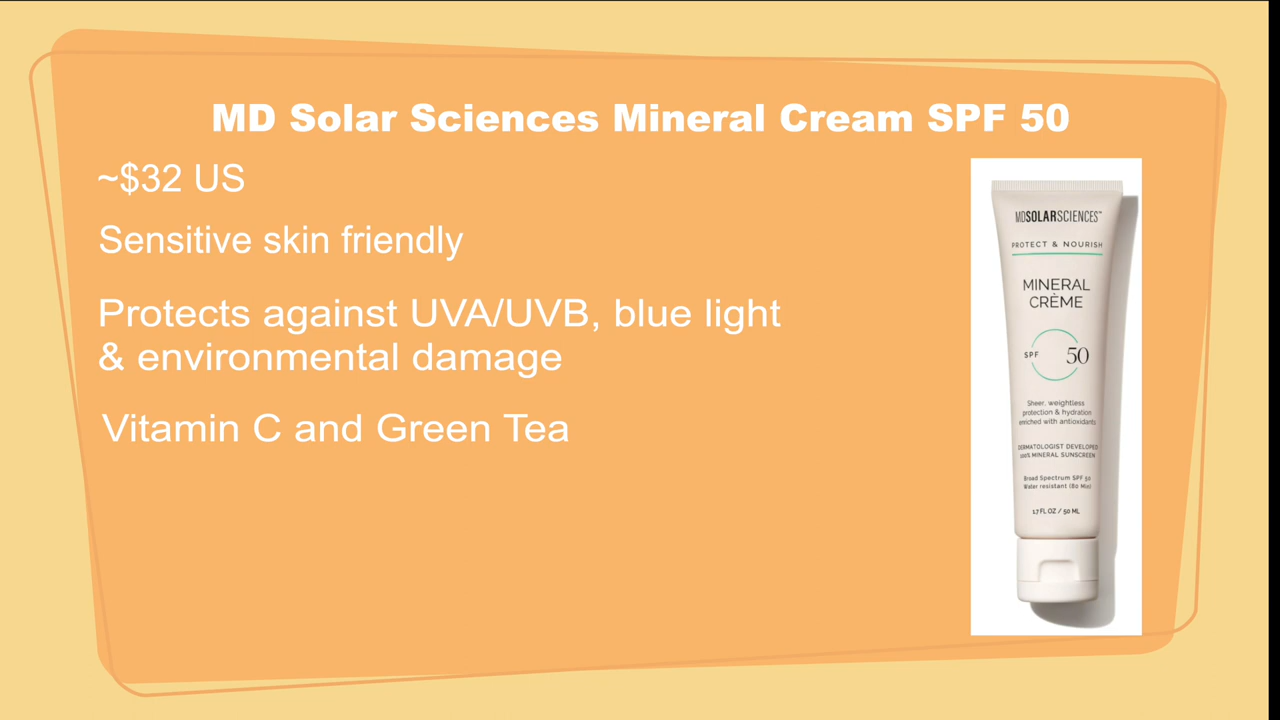 MD Solar Sciences Mineral Cream SPF 50
~$32 US
Sensitive skin friendly
Protects against UVA/UVB, blue light
& environmental damage
Vitamin C and Green Tea
MDSOLARSCIENCES™
PROTECT & NOURISH
MINERAL
CRÈME
SPF 50
Sheer, weightless
protection & hydration
enriched with antioxidants
DERMATOLOGIST DEVELOPED
100% MINERAL SUNSCREEN
Broad Spectrum SPF 50
Water resistant (80 Min)
1.7 FL OZ / 50 ML